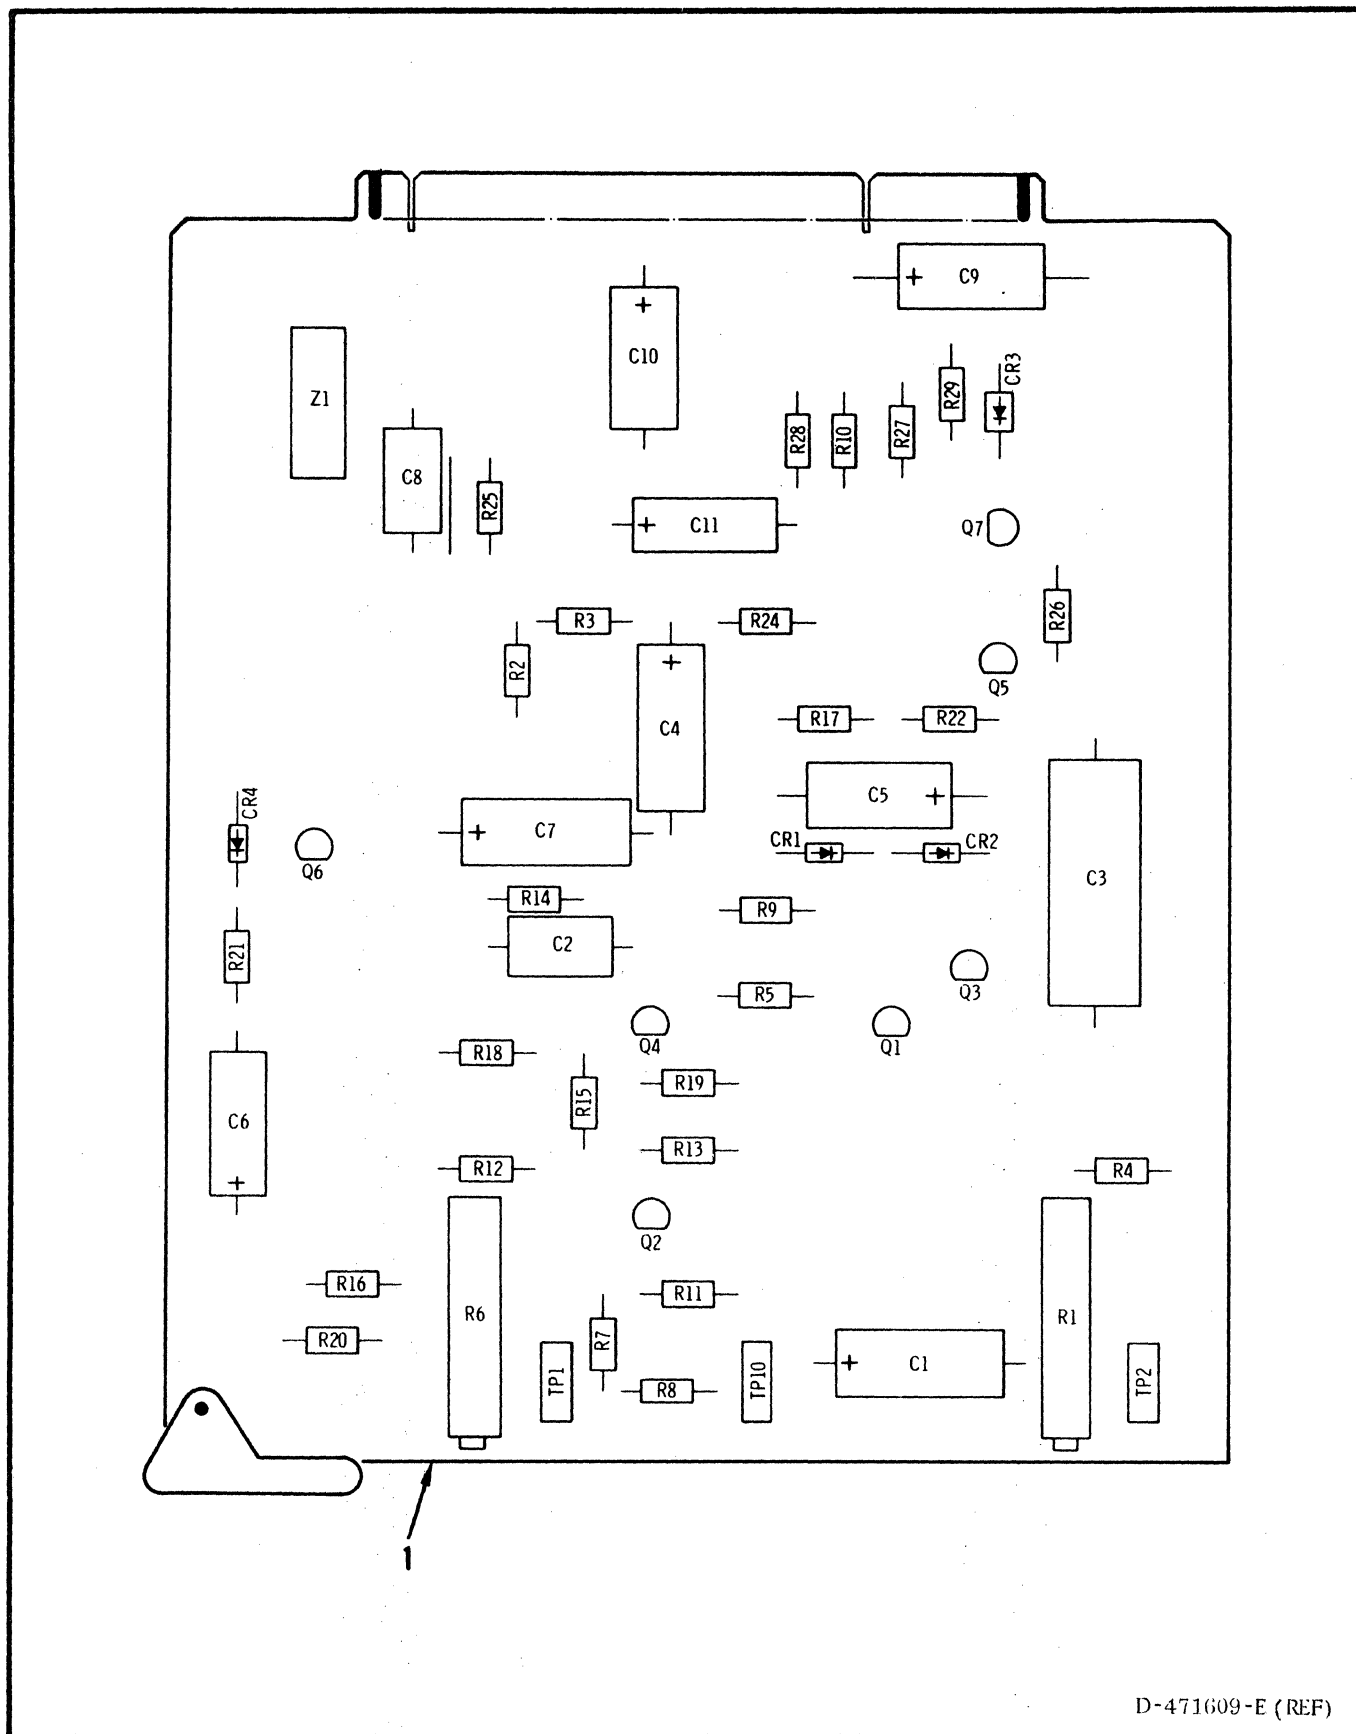 + C9
+
C10
CR3
R29
Z1
R28
R10
R27
C8
R25
+ C11
Q7
R26
R3
R24
R2
+
Q5
R17
R22
C4
C5 +
CR4
+ C7
CR1
CR2
Q6
C3
R14
R9
C2
R21
Q3
R5
Q4
Q1
R18
R19
R15
C6
R13
R12
R4
+
Q2
R16
R11
R6
R1
R20
R7
+ C1
TP1
R8
TP10
TP2
1
D-471609-E (REF)